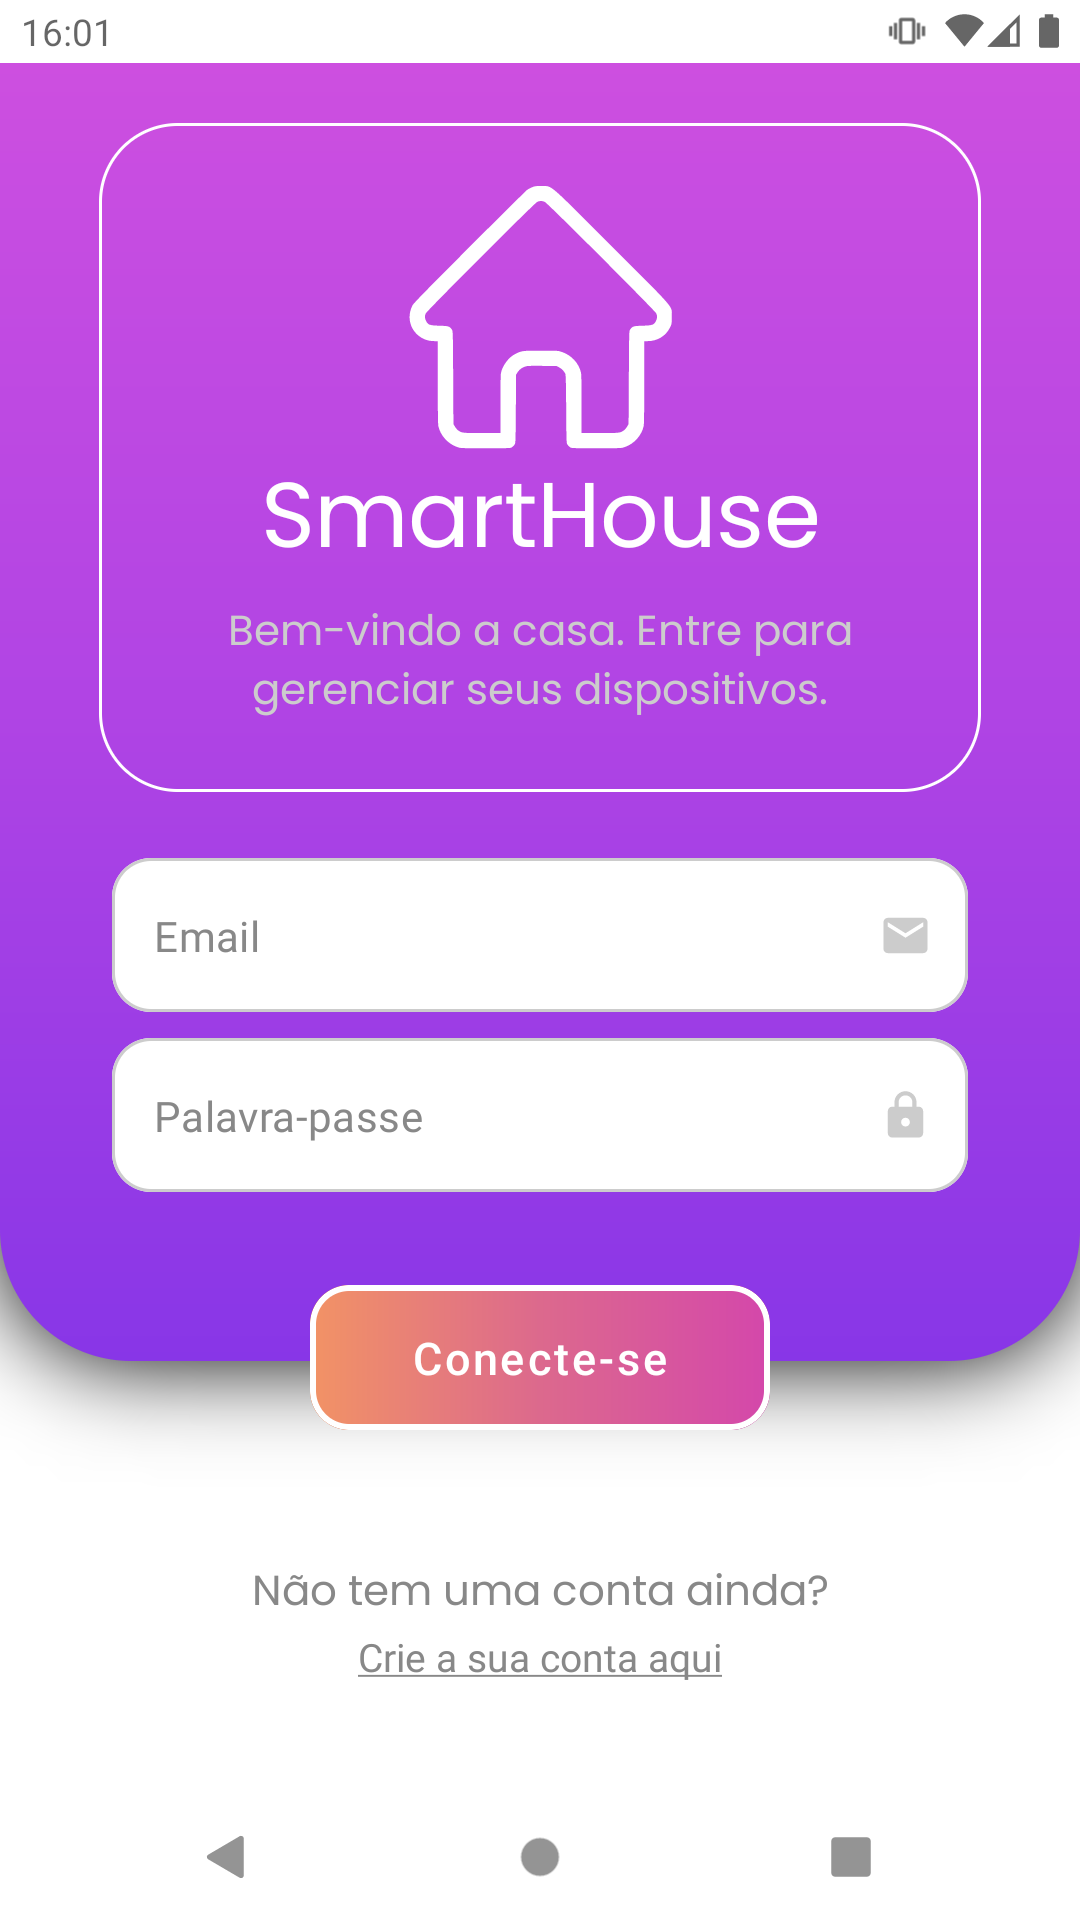 16:01
SmartHouse
Bem-vindo a casa. Entre para
gerenciar seus dispositivos.
Email
Palavra-passe
Conecte-se
Não tem uma conta ainda?
Crie a sua conta aqui